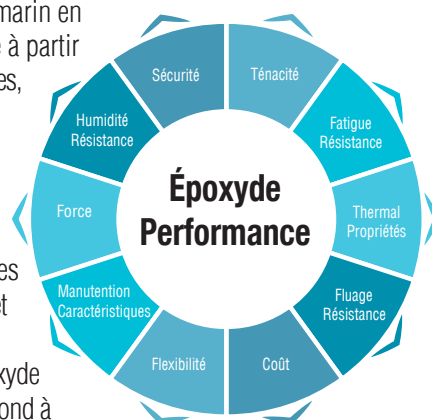 marin en
à partir
es,
es
et
xyde
ond à
Époxyde
Performance
Sécurité
Ténacité
Fatigue
Résistance
Thermal
Propriétés
Fluage
Résistance
Coût
Flexibilité
Manutention
Caractéristiques
Force
Humidité
Résistance